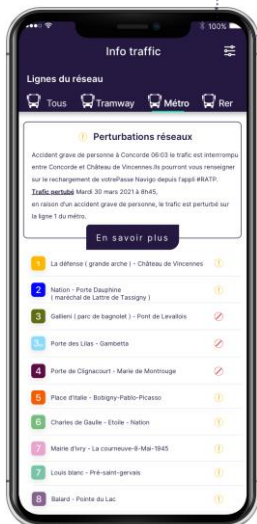 100%
Info traffic
Lignes du réseau
Tous Tramway Métro Rer
Perturbations réseaux
Accident grave de personne à Concorde 06:03 le trafic est interrompu
entre Concorde et Château de Vincennes.Ils pourront vous renseigner
sur le rechargement de votrePasse Navigo depuis l'appli #RATP.
Trafic pertubé Mardi 30 mars 2021 à 8h45,
en raison d'un accident grave de personne, le trafic est perturbé sur
la ligne 1 du métro.
En savoir plus
1 La défense ( grande arche ) - Château de Vincennes
2 Nation - Porte Dauphine
( maréchal de Lattre de Tassigny )
3 Gallieni ( parc de bagnolet ) - Pont de Levallois
Porte des Lilas - Gambetta
4 Porte de Clignacourt - Marie de Montrouge
5 Place d'Italie - Bobigny-Pablo-Picasso
6 Charles de Gaulle - Etoile - Nation
7 Mairie d'Ivry - La courneuve-8-Mai-1945
7 Louis blanc - Pré-saint-gervais
8 Balard - Pointe du Lac